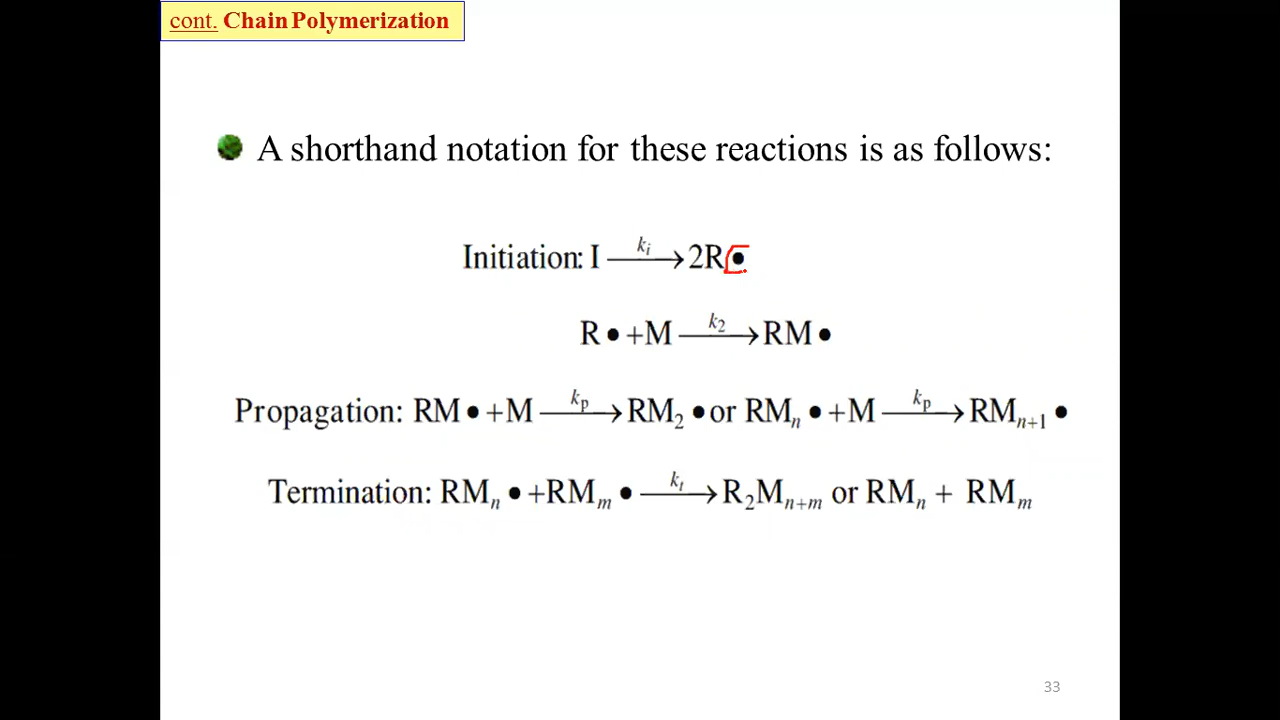 cont. Chain Polymerization
A shorthand notation for these reactions is as follows:
Initiation: I —kᵢ→ 2R•
R• +M —k₂→ RM•
Propagation: RM• +M —kₚ→ RM₂ • or RMₙ • +M —kₚ→ RMₙ₊₁ •
Termination: RMₙ • +RMₘ • —kₜ→ R₂Mₙ₊ₘ or RMₙ + RMₘ
33